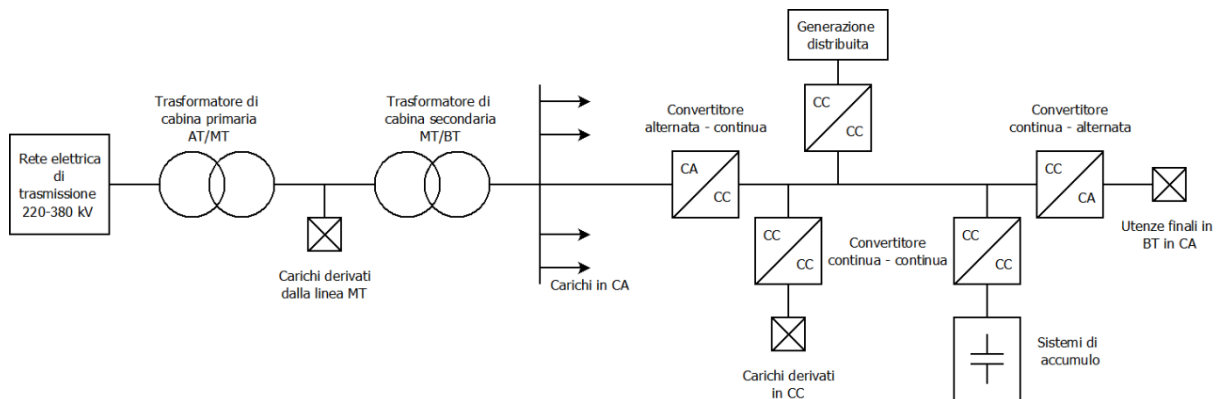 Generazione
distribuita
Trasformatore di
cabina primaria
AT/MT
Trasformatore di
cabina secondaria
MT/BT
Convertitore
alternata - continua
CC
CC
Convertitore
continua - alternata
Rete elettrica
di
trasmissione
220-380 kV
CA
CC
CC
CA
Carichi derivati
dalla linea MT
Carichi in CA
CC
CC
Convertitore
continua - continua
CC
CC
Utenze finali in
BT in CA
Carichi derivati
in CC
Sistemi di
accumulo